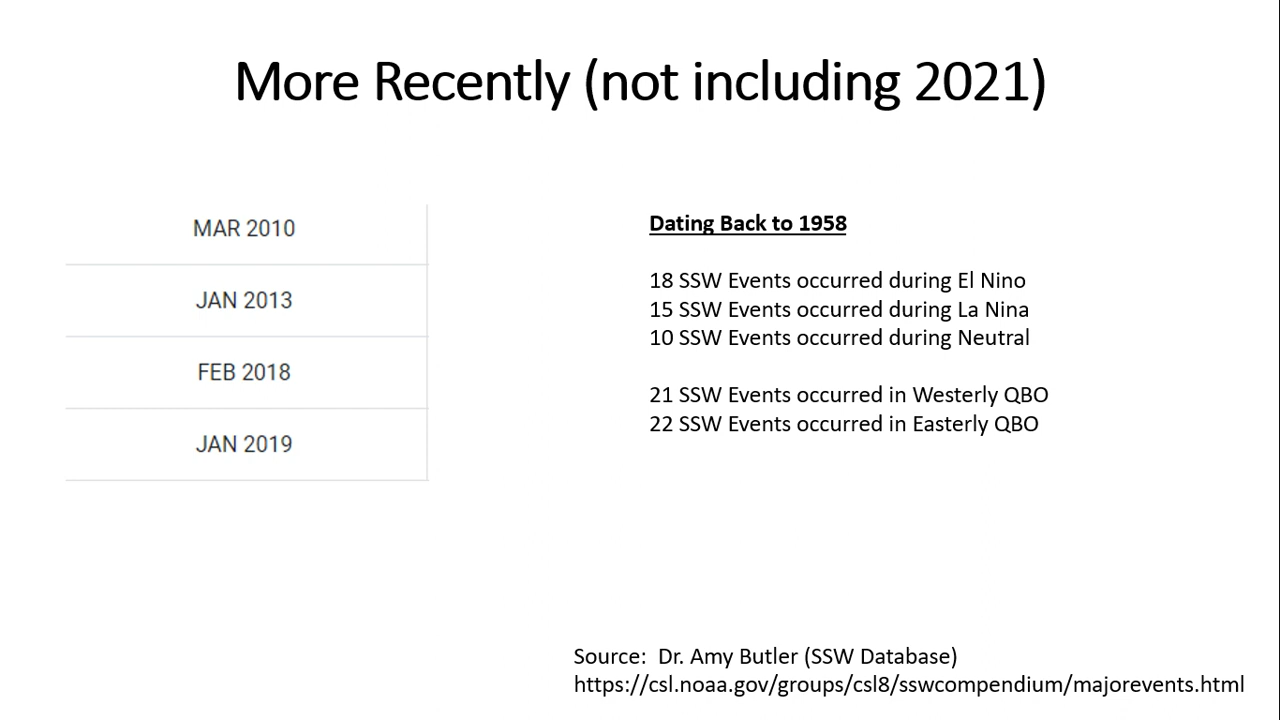 More Recently (not including 2021)
MAR 2010
JAN 2013
FEB 2018
JAN 2019
Dating Back to 1958
18 SSW Events occurred during El Nino
15 SSW Events occurred during La Nina
10 SSW Events occurred during Neutral
21 SSW Events occurred in Westerly QBO
22 SSW Events occurred in Easterly QBO
Source:  Dr. Amy Butler (SSW Database)
https://csl.noaa.gov/groups/csl8/sswcompendium/majorevents.html